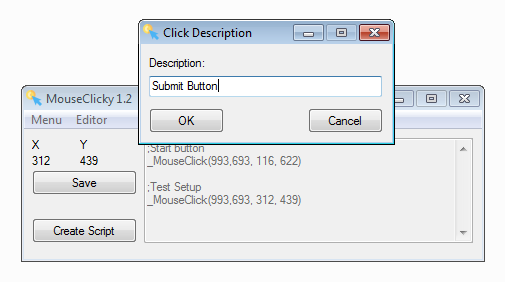 Click Description
Description:
Submit Button
OK
Cancel
MouseClicky 1.2
Menu
Editor
X
Y
312
439
Save
Create Script
;Start button
_MouseClick(993,693, 116, 622)
;Test Setup
_MouseClick(993,693, 312, 439)